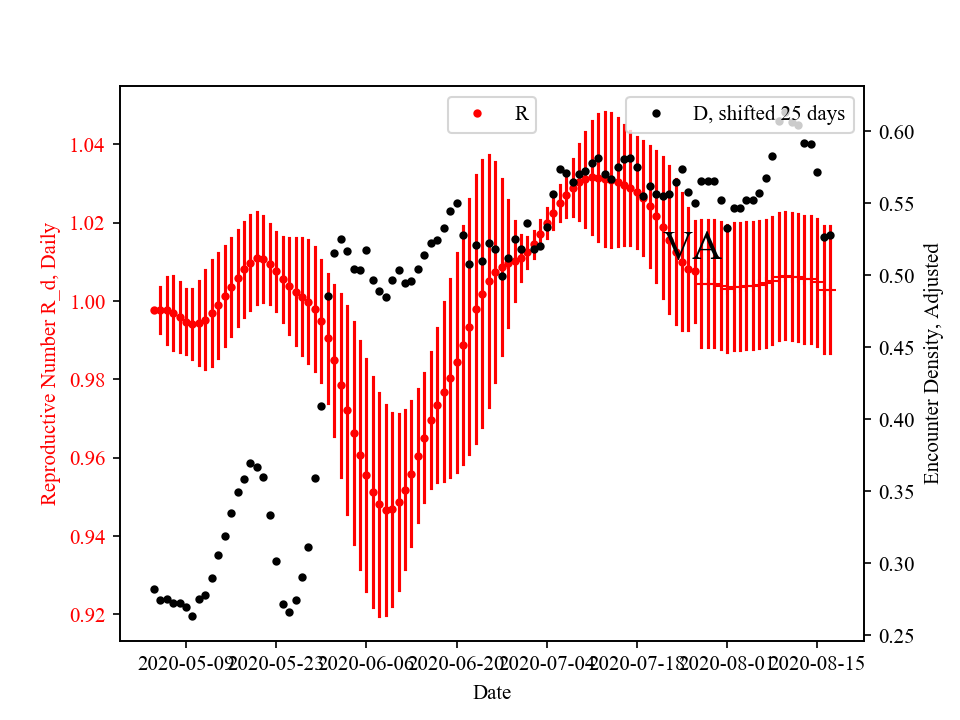 R
D, shifted 25 days
1.04
1.02
1.00
0.98
0.96
0.94
0.92
Reproductive Number R_d, Daily
VA
0.60
0.55
0.50
0.45
0.40
0.35
0.30
0.25
Encounter Density, Adjusted
2020-05-09 2020-05-23 2020-06-06 2020-06-20 2020-07-04 2020-07-18 2020-08-01 2020-08-15
Date